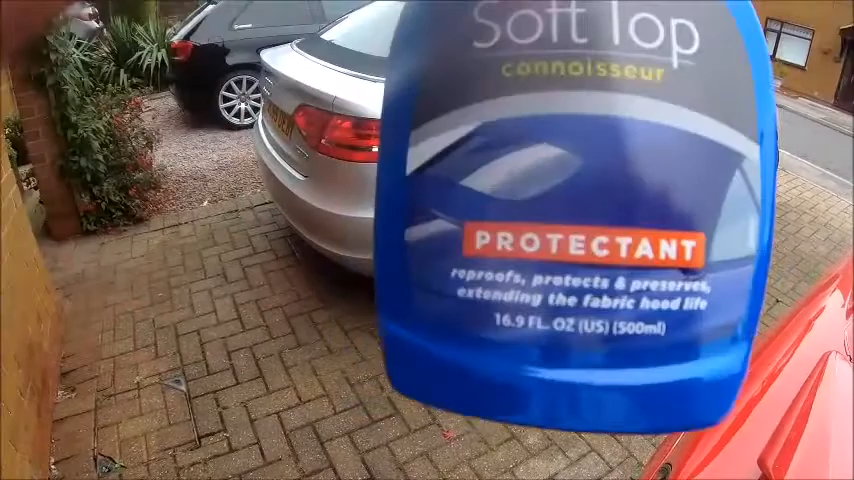 Soft Top
connoisseur
PROTECTANT
Reproofs, protects & preserves,
extending the fabric hood life
16.9 FL OZ (US) (500ml)